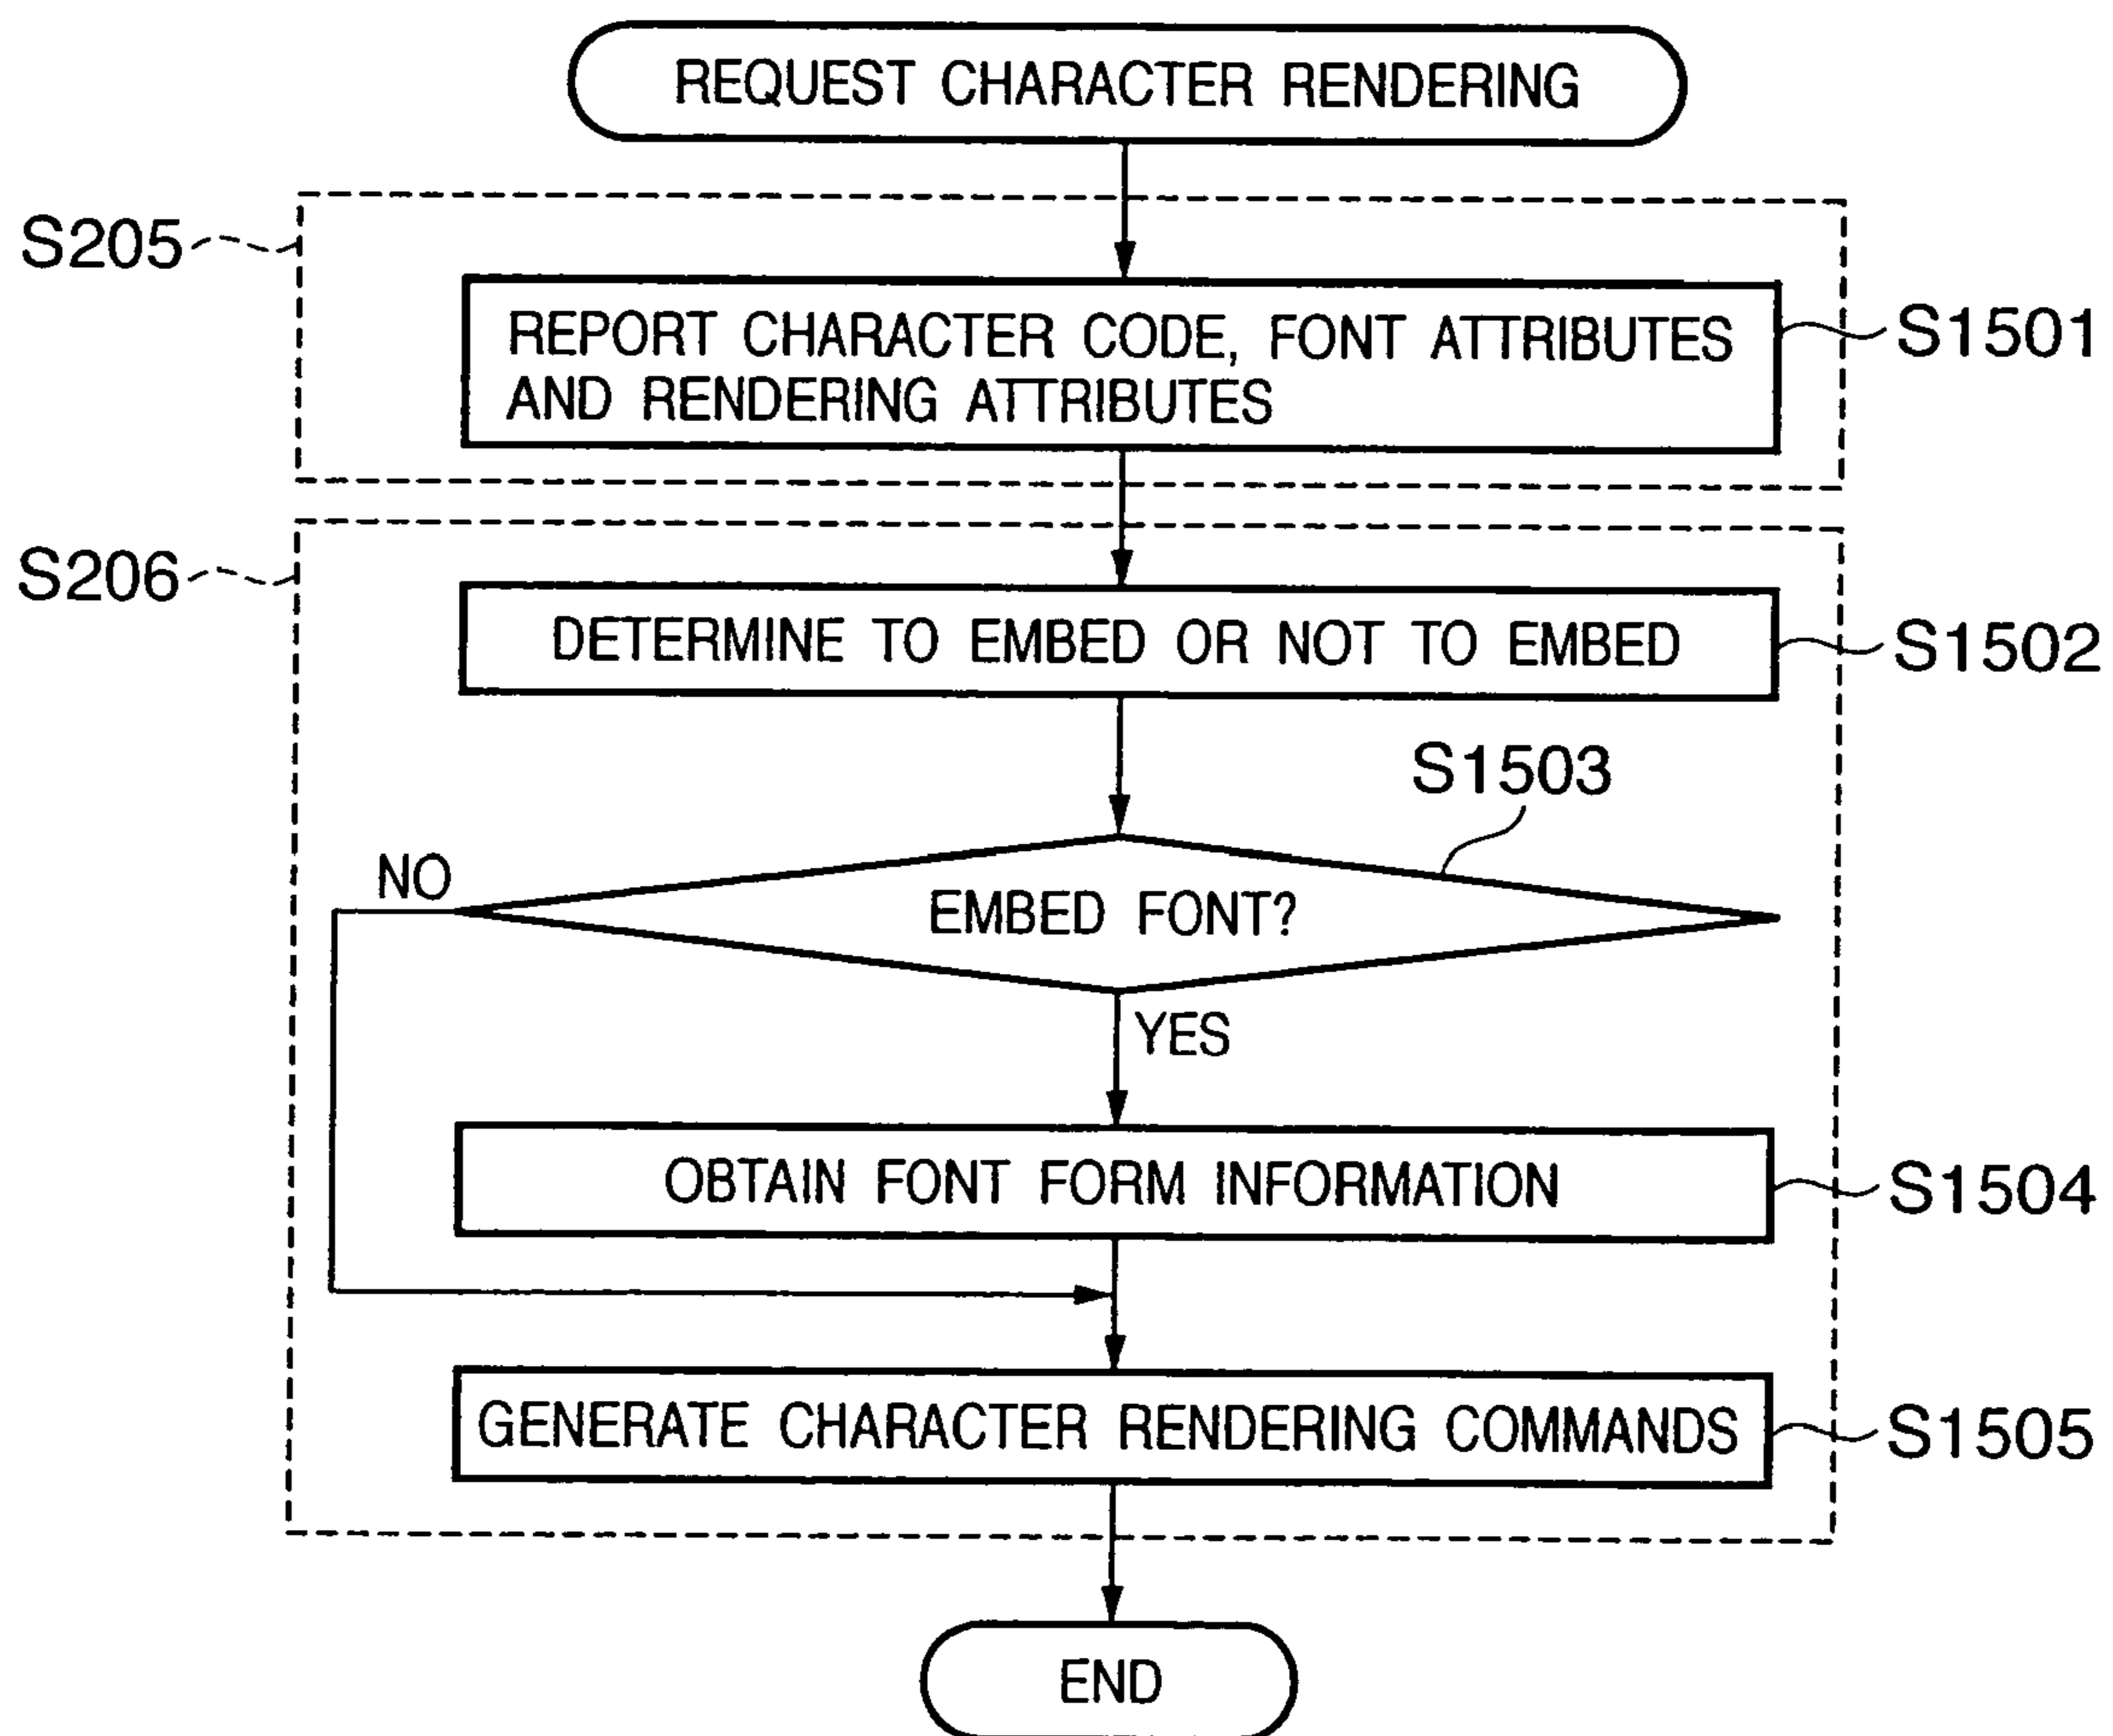 REQUEST CHARACTER RENDERING
S205
REPORT CHARACTER CODE, FONT ATTRIBUTES
AND RENDERING ATTRIBUTES
S1501
S206
DETERMINE TO EMBED OR NOT TO EMBED
S1502
S1503
NO
EMBED FONT?
YES
OBTAIN FONT FORM INFORMATION
S1504
GENERATE CHARACTER RENDERING COMMANDS
S1505
END